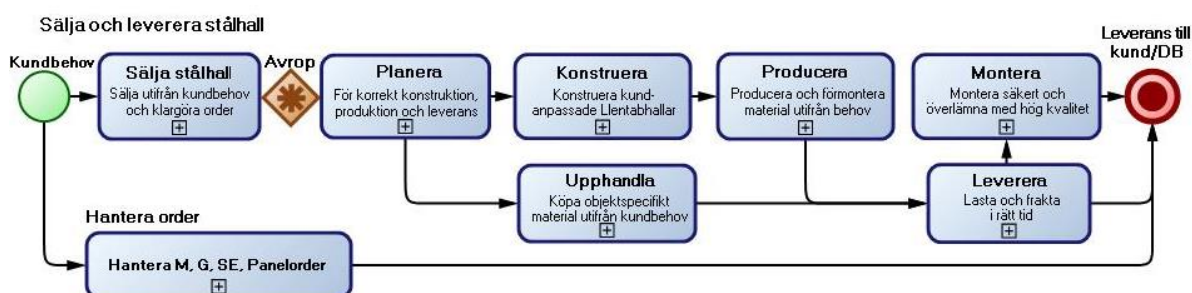 Sälja och leverera stålhall
Kundbehov
Sälja stålhall
Sälja utifrån kundbehov
och klargöra order
Avrop
Planera
För korrekt konstruktion,
produktion och leverans
Konstruera
Konstruera kund-
anpassade Llentabhallar
Producera
Producera och förmontera
material utifrån behov
Montera
Montera säkert och
överlämna med hög kvalitet
Leverans till
kund/DB
Upphandla
Köpa objektspecifikt
material utifrån kundbehov
Leverera
Lasta och frakta
i rätt tid
Hantera order
Hantera M, G, SE, Panelorder